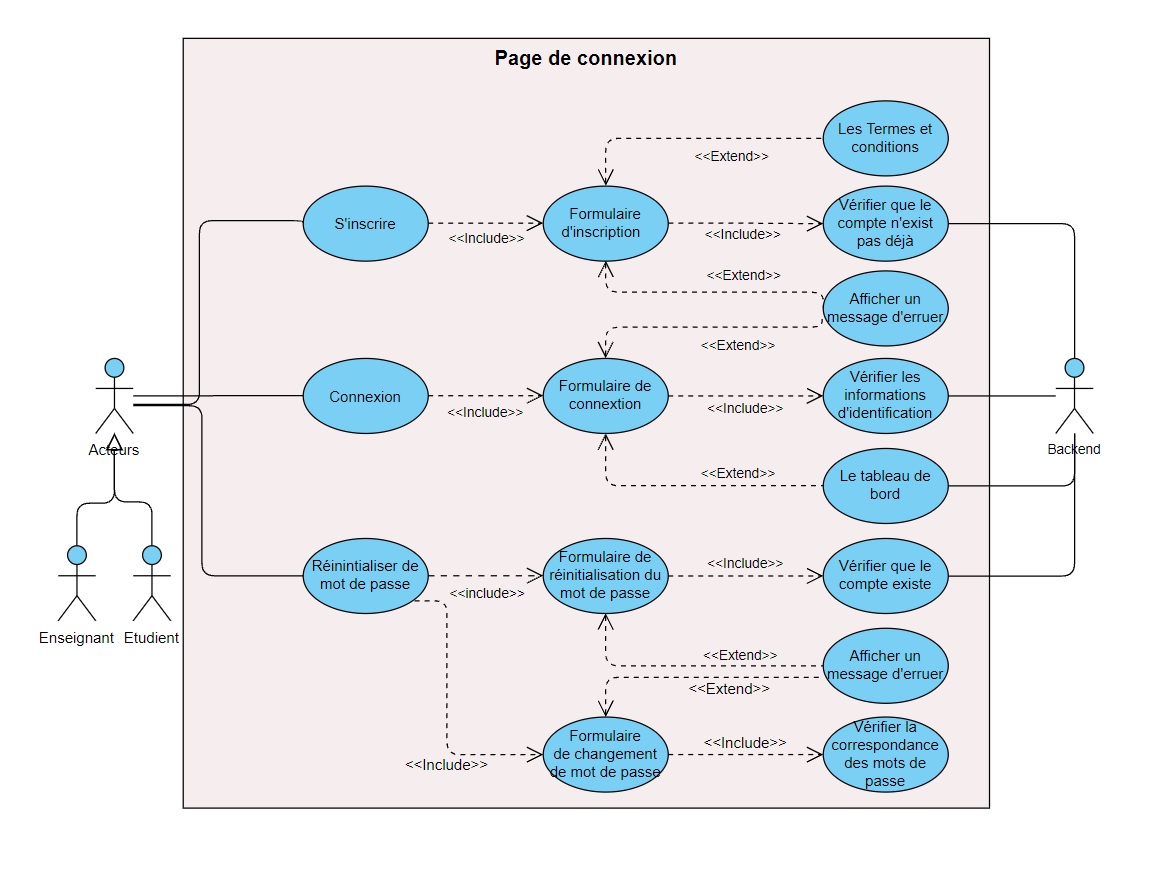 Page de connexion
Les Termes et
conditions
<<Extend>>
S'inscrire
<<Include>>
Formulaire
d'inscription
<<Include>>
Vérifier que le
compte n'exist
pas déjà
<<Extend>>
Afficher un
message d'erruer
<<Extend>>
Acteurs
Connexion
<<Include>>
Formulaire de
connextion
<<Include>>
Vérifier les
informations
d'identification
Backend
<<Extend>>
Le tableau de
bord
Enseignant
Etudient
Réinintialiser de
mot de passe
<<include>>
Formulaire de
réinitialisation du
mot de passe
<<Include>>
Vérifier que le
compte existe
<<Extend>>
Afficher un
message d'erruer
<<Extend>>
<<Include>>
Formulaire
de changement
de mot de passe
<<Include>>
Vérifier la
correspondance
des mots de
passe